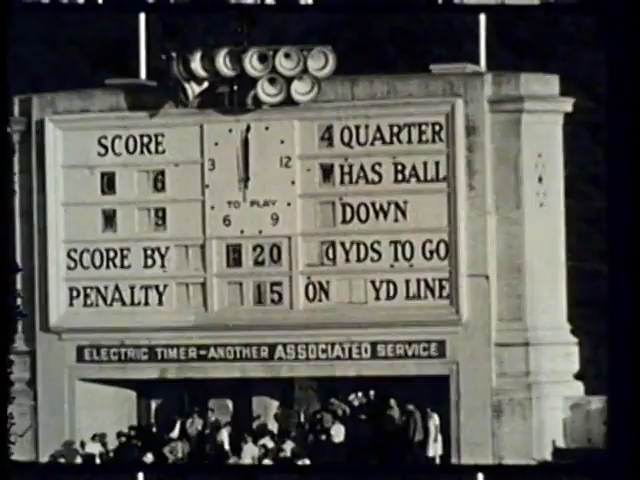 SCORE
C 6
W 9
SCORE BY
PENALTY
3 12
TO PLAY
6 9
20
15
4 QUARTER
W HAS BALL
DOWN
YDS TO GO
ON YD LINE
ELECTRIC TIMER-ANOTHER ASSOCIATED SERVICE